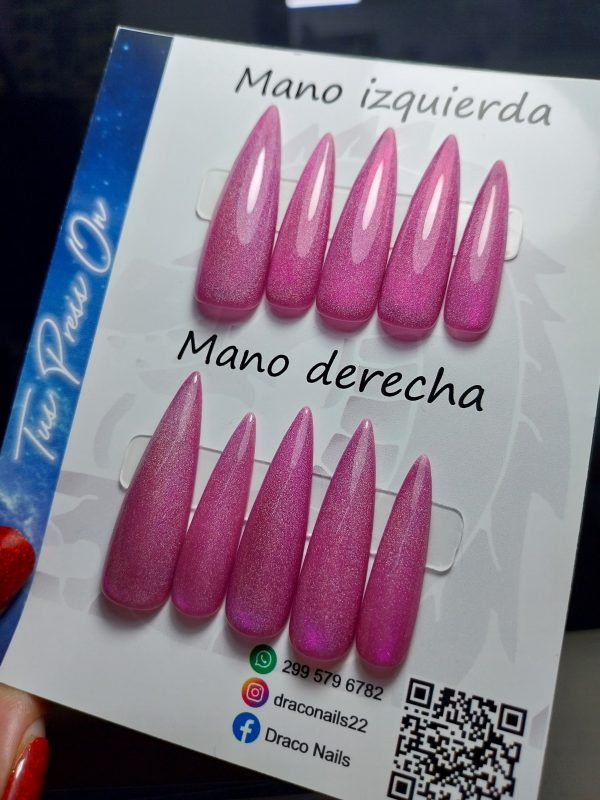 Mano izquierda
Tus Press On
Mano derecha
299 579 6782
draconails22
Draco Nails